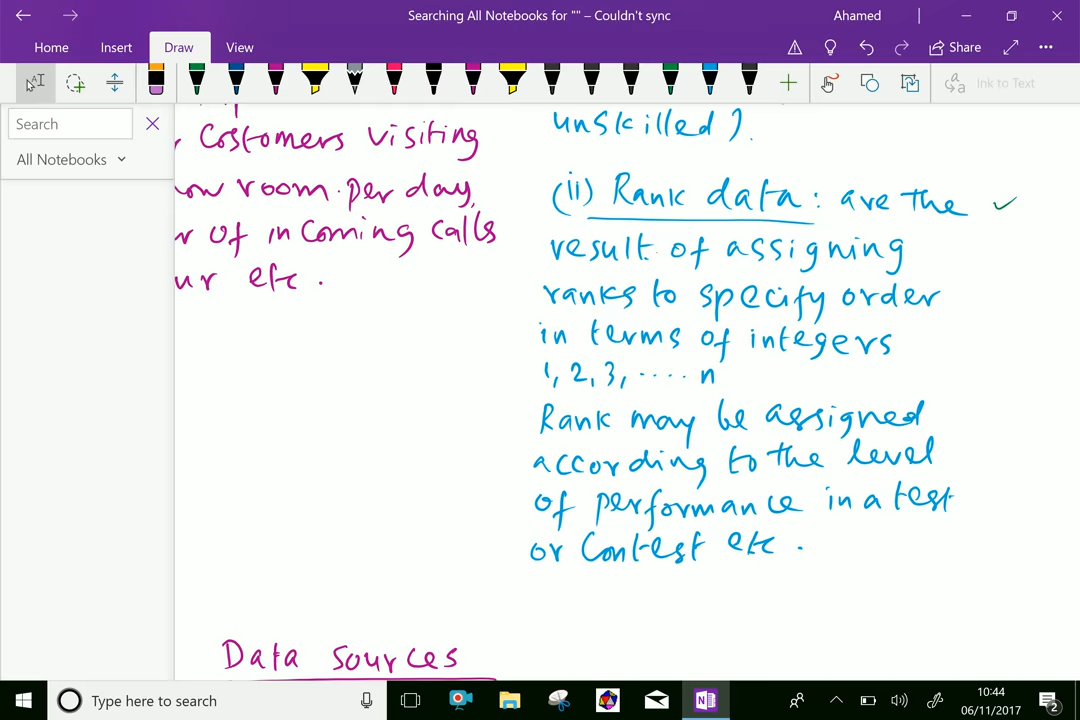 Searching All Notebooks for "" – Couldn't sync
Ahamed
Home
Insert
Draw
View
Share
Ink to Text
Search
All Notebooks
Costomers visiting
room per day,
of incoming calls
etc.
unskilled).
(ii) Rank data: are the
result of assigning
ranks to specify order
in terms of integers
1, 2, 3, ..... n
Rank may be assigned
according to the level
of performance in a test
or contest etc.
Data sources
Type here to search
10:44
06/11/2017
2